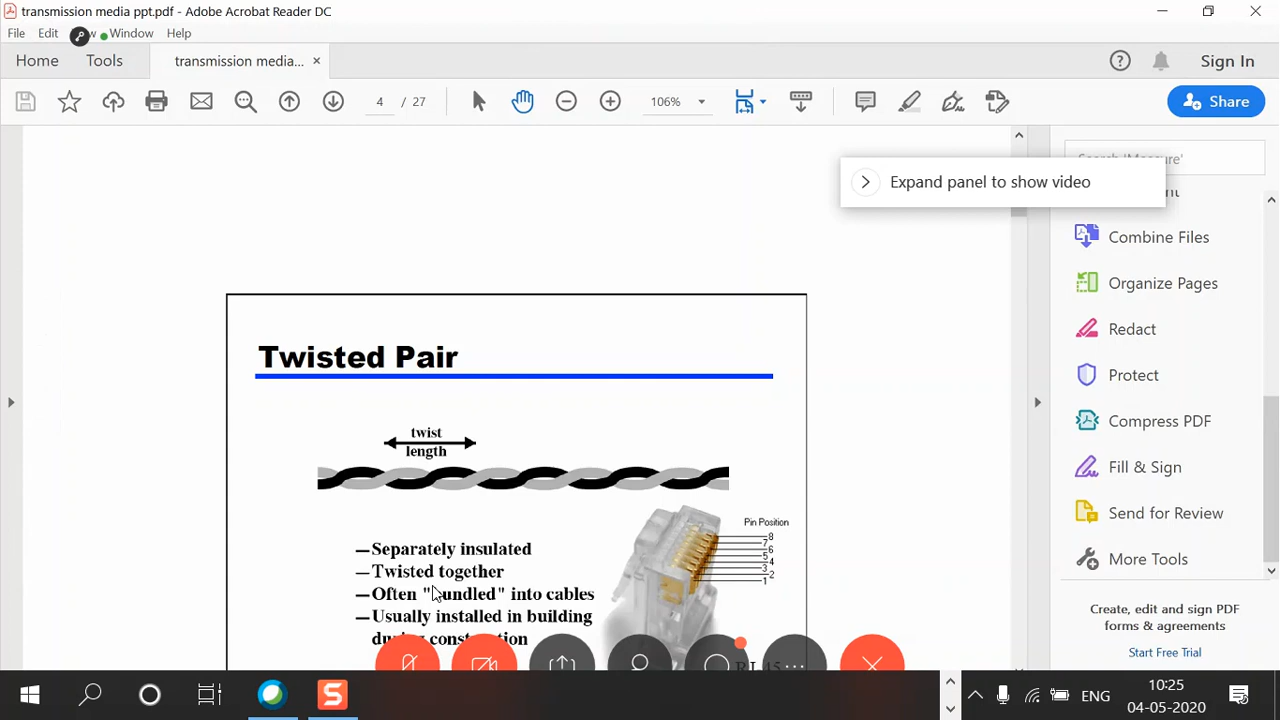 transmission media ppt.pdf - Adobe Acrobat Reader DC
File Edit Window Help
Home Tools transmission media... Sign In
4 / 27 106% Share
Search 'Measure'
Expand panel to show video
Combine Files
Organize Pages
Redact
Protect
Compress PDF
Fill & Sign
Send for Review
More Tools
Create, edit and sign PDF
forms & agreements
Start Free Trial
Twisted Pair
twist
length
Pin Position
8
7
6
5
4
3
2
1
—Separately insulated
—Twisted together
—Often "bundled" into cables
—Usually installed in building
during construction
ENG
10:25
04-05-2020